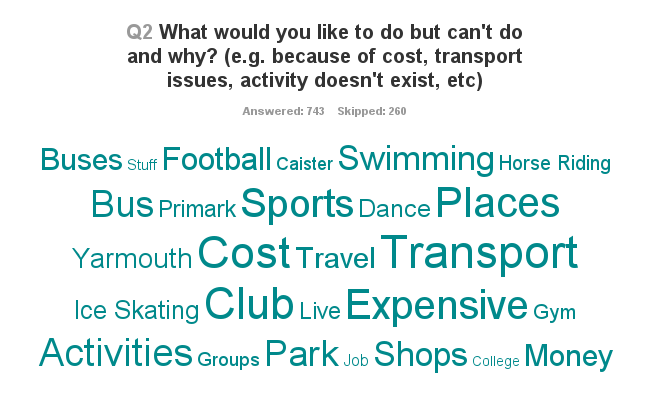 Q2 What would you like to do but can't do
and why? (e.g. because of cost, transport
issues, activity doesn't exist, etc)
Answered: 743 Skipped: 260
Buses Stuff Football Caister Swimming Horse Riding
Bus Primark Sports Dance Places
Yarmouth Cost Travel Transport
Ice Skating Club Live Expensive Gym
Activities Groups Park Job Shops College Money